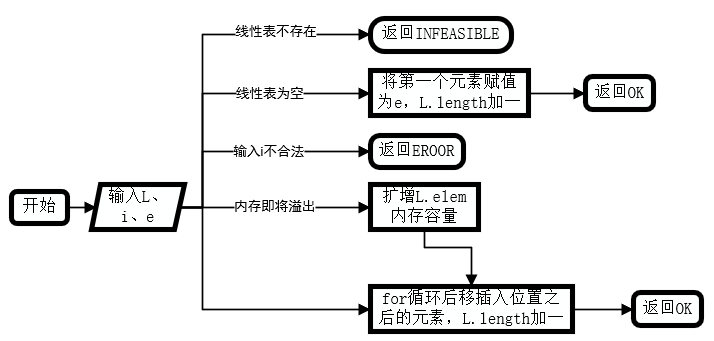 线性表不存在
返回INFEASIBLE
线性表为空
将第一个元素赋值
为e，L.length加一
返回OK
输入i不合法
返回EROOR
开始
输入L、
i、e
内存即将溢出
扩增L.elem
内存容量
for循环后移插入位置之
后的元素，L.length加一
返回OK